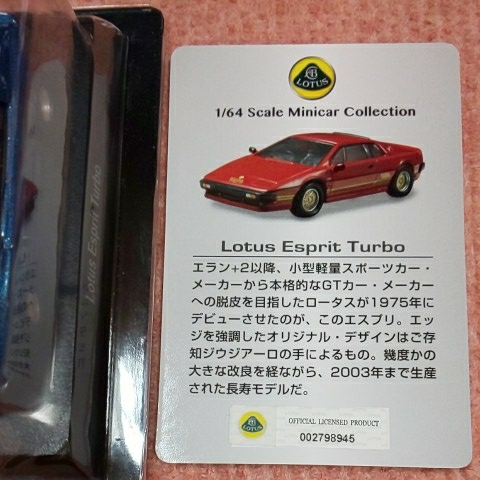 LOTUS
1/64 Scale Minicar Collection
Lotus Esprit Turbo
エラン+2以降、小型軽量スポーツカー・
メーカーから本格的なGTカー・メーカー
への脱皮を目指したロータスが1975年に
デビューさせたのが、このエスプリ。エッ
ジを強調したオリジナル・デザインはご存
知ジウジアーロの手によるもの。幾度かの
大きな改良を経ながら、2003年まで生産
された長寿モデルだ。
LOTUS
OFFICIAL LICENSED PRODUCT
002798945
Lotus Esprit Turbo